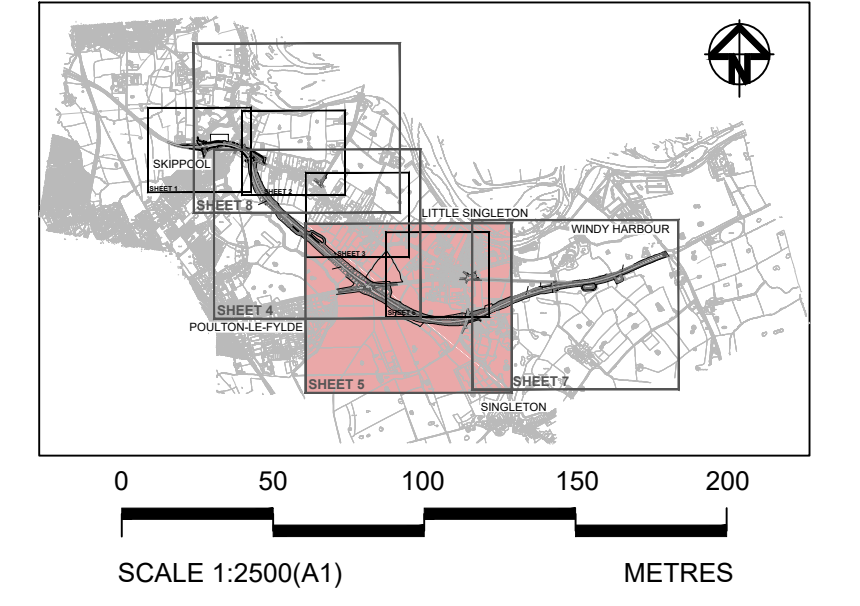 N
SKIPPOOL
SHEET 1
SHEET 2
SHEET 8
LITTLE SINGLETON
WINDY HARBOUR
SHEET 3
SHEET 4
SHEET 6
POULTON-LE-FYLDE
SHEET 5
SHEET 7
SINGLETON
0 50 100 150 200
SCALE 1:2500(A1) METRES